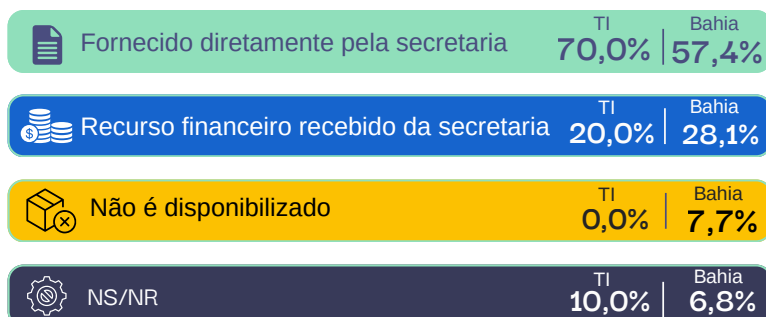 TI Bahia
Fornecido diretamente pela secretaria 70,0% 57,4%
TI Bahia
Recurso financeiro recebido da secretaria 20,0% 28,1%
TI Bahia
Não é disponibilizado 0,0% 7,7%
TI Bahia
NS/NR 10,0% 6,8%